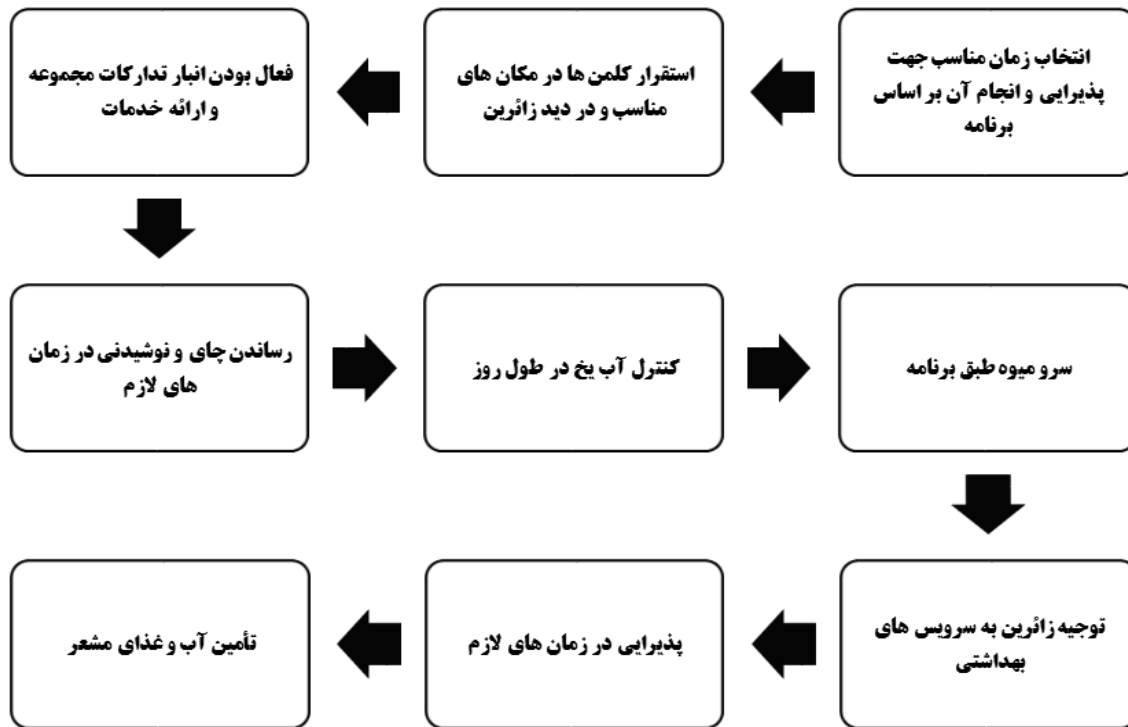 انتخاب زمان مناسب جهت
پذیرایی و انجام آن بر اساس
برنامه
استقرار کلمن ها در مکان های
مناسب و در دید زائرین
فعال بودن انبار تدارکات مجموعه
و ارائه خدمات
رساندن چای و نوشیدنی در زمان
های لازم
کنترل آب یخ در طول روز
سرو میوه طبق برنامه
توجیه زائرین به سرویس های
بهداشتی
پذیرایی در زمان های لازم
تأمین آب و غذای مشعر